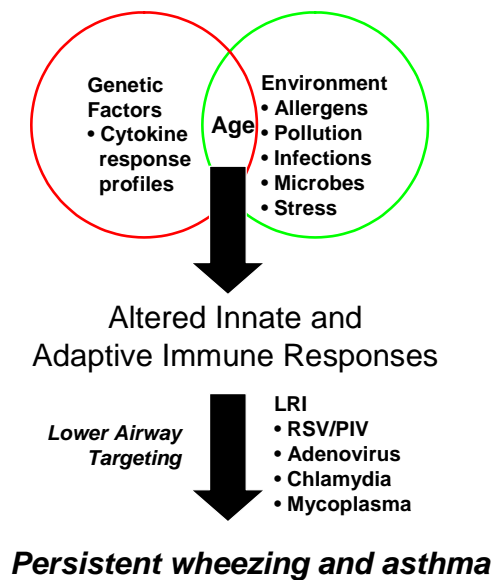 Genetic
Factors
• Cytokine
response
profiles
Age
Environment
• Allergens
• Pollution
• Infections
• Microbes
• Stress
Altered Innate and
Adaptive Immune Responses
Lower Airway
Targeting
LRI
• RSV/PIV
• Adenovirus
• Chlamydia
• Mycoplasma
Persistent wheezing and asthma